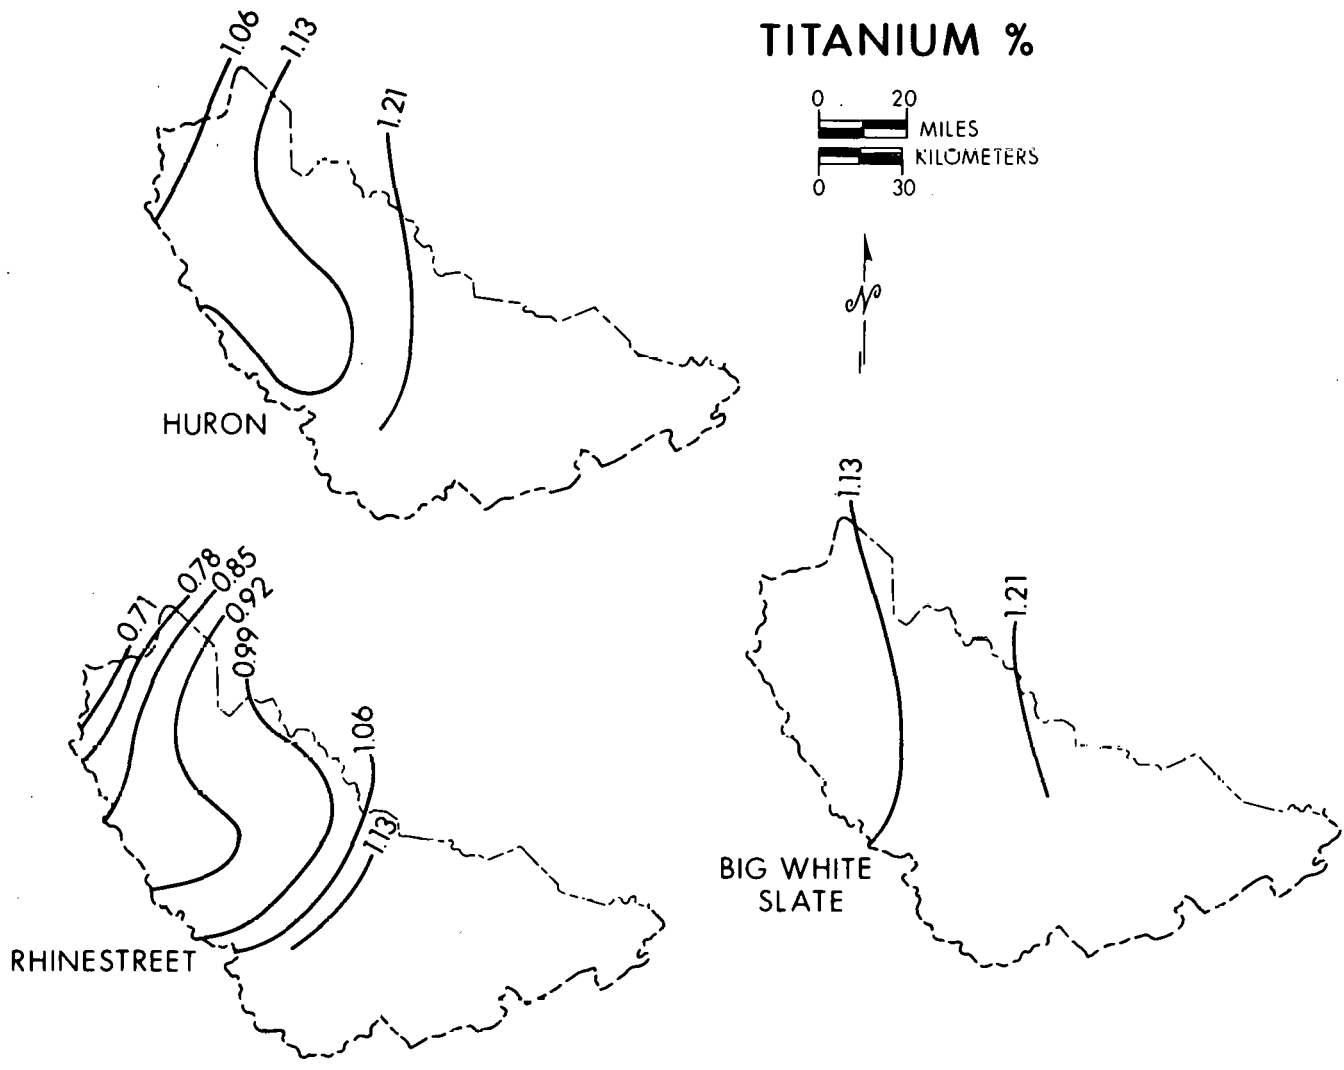 TITANIUM %
0 20
MILES
KILOMETERS
0 30
N
1.06
1.13
1.21
HURON
0.71
0.78
0.85
0.92
0.99
1.06
1.13
RHINESTREET
1.13
1.21
BIG WHITE
SLATE